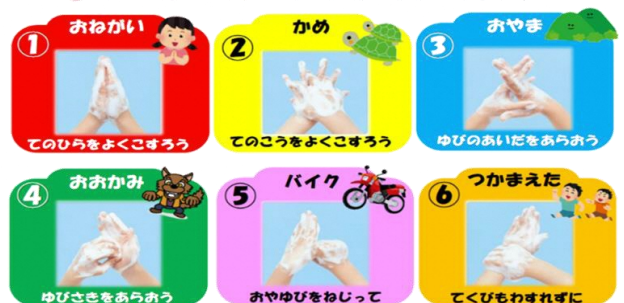 ① おねがい
てのひらをよくこすろう
② かめ
てのこうをよくこすろう
③ おやま
ゆびのあいだをあらおう
④ おおかみ
ゆびさきをあらおう
⑤ バイク
おやゆびをねじって
⑥ つかまえた
てくびもわすれずに